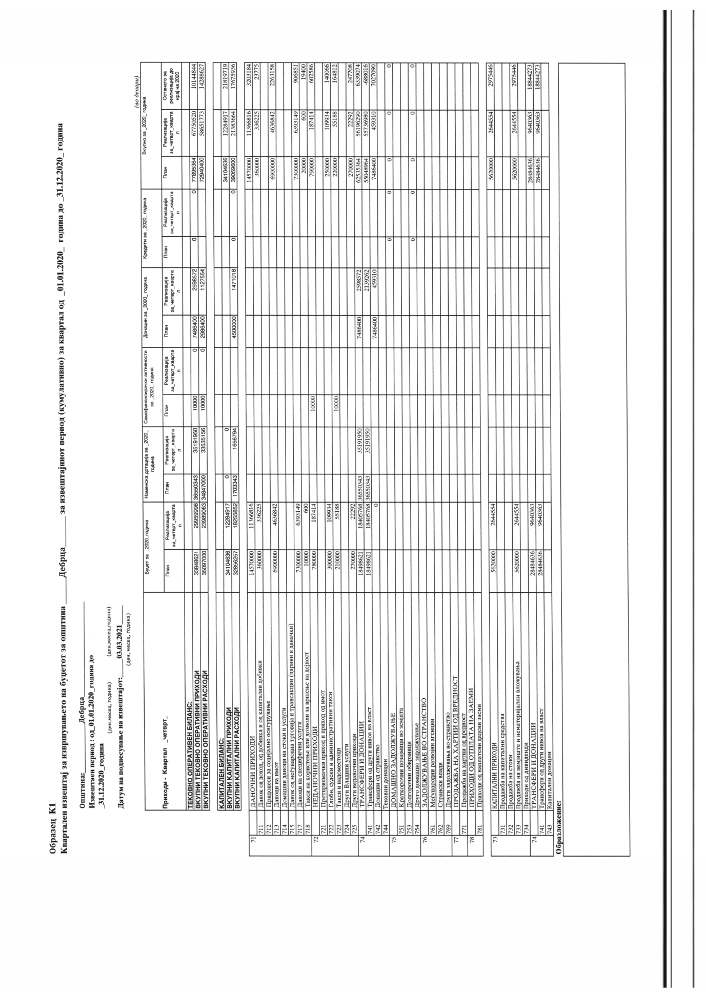 Образец К1
Квартален извештај за извршувањето на буџетот за општина______Дебрца__________ за извештајниот период (кумулативно) за квартал од _01.01.2020_ година до _31.12.2020_ година
Општина:______________Дебрца____________________________
Извештаен период : од_01.01.2020_година до
_31.12.2020_година
(ден,месец, година) (ден,месец,година)
Датум на поднесување на извештајот:______03.03.2021______
(ден, месец, година)
(во денари)
Приходи - Квартал _четврт_ Буџет за _2020_година Наменска дотација за _2020_ година Самофинансирачки активности за _2020_ година Донации за _2020_ година Кредити за _2020_ година Вкупно за _2020_ година
План Реализација за_четврт_квартал План Реализација за_четврт_квартал План Реализација за_четврт_квартал План Реализација за_четврт_квартал План Реализација за_четврт_квартал План Реализација за_четврт_квартал Останато за реализација до крај на 2020
ТЕКОВНО ОПЕРАТИВЕН БИЛАНС:
ВКУПНИ ТЕКОВНО ОПЕРАТИВНИ ПРИХОДИ 33848621 29959998 36550343 35191950 10000 0 7486400 2598572 0 0 77895364 67750520 10144844
ВКУПНИ ТЕКОВНО ОПЕРАТИВНИ РАСХОДИ 35097000 23989063 34847000 33535156 10000 0 2986400 1127554 72940400 58651773 14288627
КАПИТАЛЕН БИЛАНС:
ВКУПНИ КАПИТАЛНИ ПРИХОДИ 34104636 12284917 0 0 34104636 12284917 21819719
ВКУПНИ КАПИТАЛНИ РАСХОДИ 32856257 18255852 1703343 1656794 4500000 1471018 0 0 39059600 21383664 17675936
71 ДАНОЧНИ ПРИХОДИ 14570000 11366816 14570000 11366816 3203184
711 Данок од доход, од добивка и од капитални добивки 360000 336225 360000 336225 23775
712 Придонеси за социјално осигурување
713 Даноци на имот 6900000 4636842 6900000 4636842 2263158
714 Домашни даноци на стоки и услуги
715 Данок од меѓународна трговија и трансакции (царини и давачки)
717 Даноци на специфични услуги 7300000 6393149 7300000 6393149 906851
718 Такси на користење или дозволи за вршење на дејност 10000 600 20000 600 19400
72 НЕДАНОЧНИ ПРИХОДИ 780000 187414 10000 790000 187414 602586
721 Претприемачки приход и приход од имот
722 Глоби, судски и административни такси 300000 109934 250000 109934 140066
723 Такси и надоместоци 210000 55188 10000 220000 55188 164812
724 Други Владини услуги
725 Други неданочни приходи 270000 22292 270000 22292 247708
74 ТРАНСФЕРИ И ДОНАЦИИ 18498621 18405768 36550343 35191950 7486400 2598572 62535364 56196290 6339074
741 Трансфери од други нивоа на власт 18498621 18405768 36550343 35191950 2139262 55048964 55736980 -688016
742 Донации од странство 0 7486400 459310 7486400 459310 7027090
744 Тековни донации
75 ДОМАШНО ЗАДОЛЖУВАЊЕ 0 0 0 0 0
751 Краткорочни позајмици во земјата
753 Долгорочни обврзници
754 Друго домашно задолжување 0 0 0 0 0
76 ЗАДОЛЖУВАЊЕ ВО СТРАНСТВО
761 Меѓународни развојни агенции
762 Странски влади
769 Други задолжувања во странство
77 ПРОДАЖБА НА ХАРТИИ ОД ВРЕДНОСТ
771 Продажба на хартии од вредност
78 ПРИХОДИ ОД ОТПЛАТА НА ЗАЕМИ
781 Приходи од наплатени дадени заеми
73 КАПИТАЛНИ ПРИХОДИ 5620000 2644554 5620000 2644554 2975446
731 Продажба на капитални средства
732 Продажба на стоки
733 Продажба на земјиште и нематеријални вложувања 5620000 2644554 5620000 2644554 2975446
734 Приходи од дивиденди
74 ТРАНСФЕРИ И ДОНАЦИИ 28484636 9640363 28484636 9640363 18844273
741 Трансфери од други нивоа на власт 28484636 9640363 28484636 9640363 18844273
743 Капитални донации
Образложение: